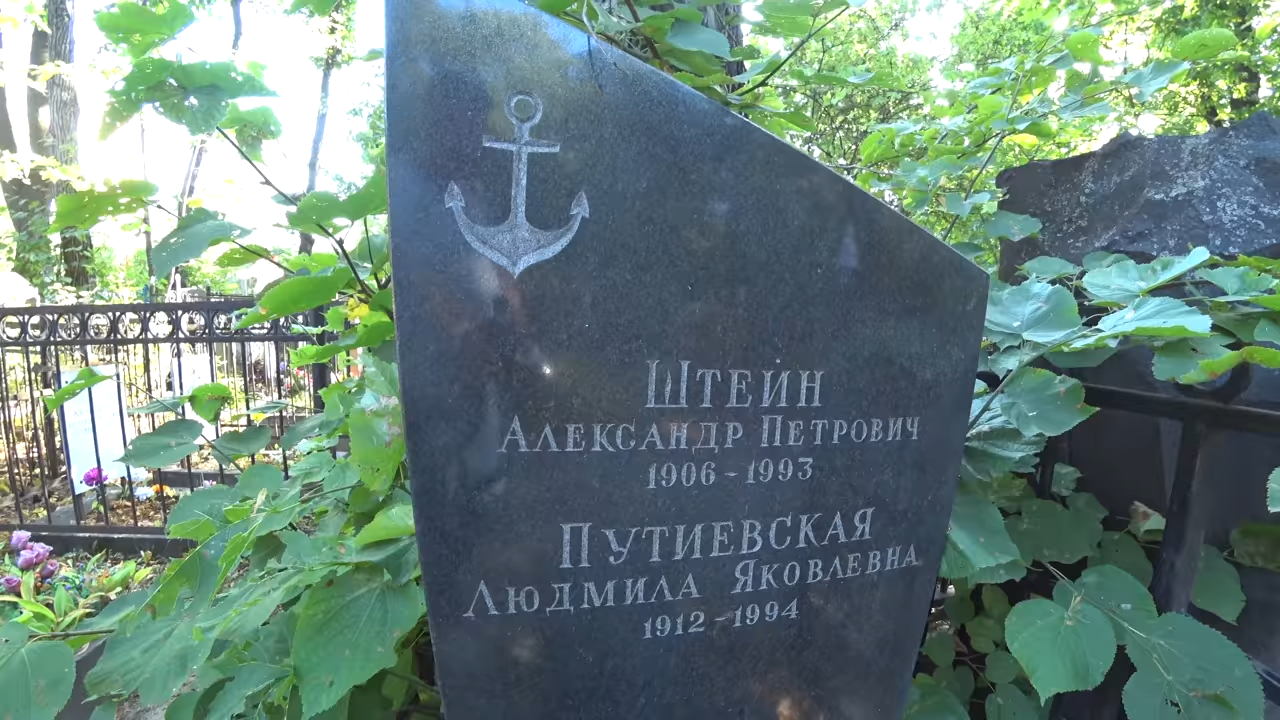 ШТЕЙН
АЛЕКСАНДР ПЕТРОВИЧ
1906 - 1993
ПУТИЕВСКАЯ
ЛЮДМИЛА ЯКОВЛЕВНА
1912 - 1994